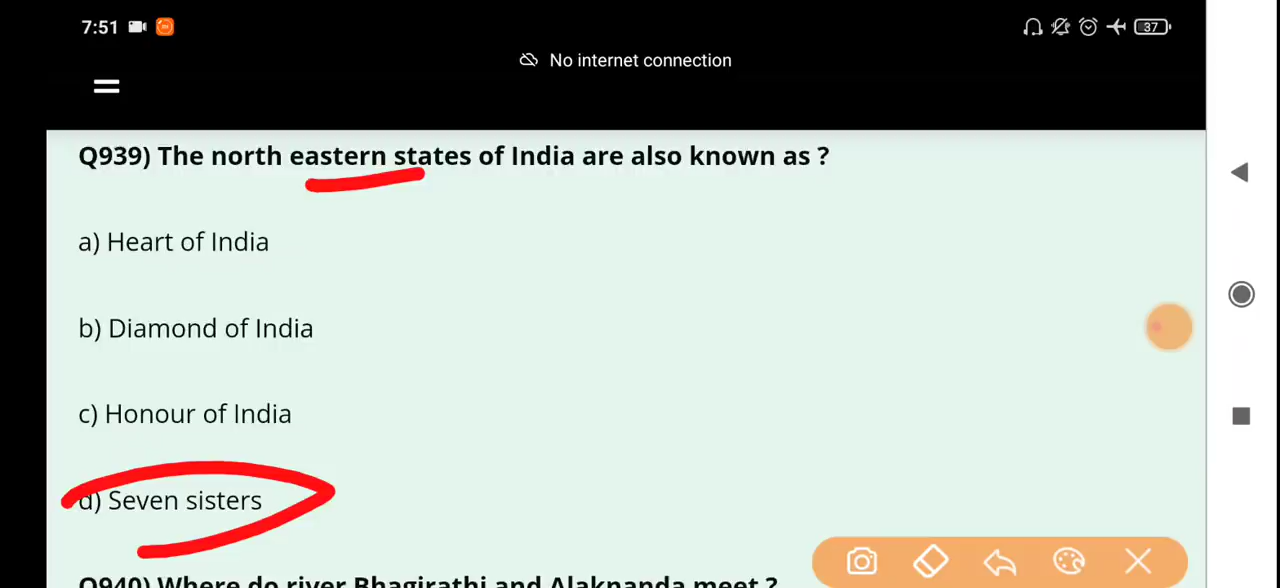 7:51
37
No internet connection
Q939) The north eastern states of India are also known as ?
a) Heart of India
b) Diamond of India
c) Honour of India
d) Seven sisters
Q940) Where do river Bhagirathi and Alaknanda meet ?